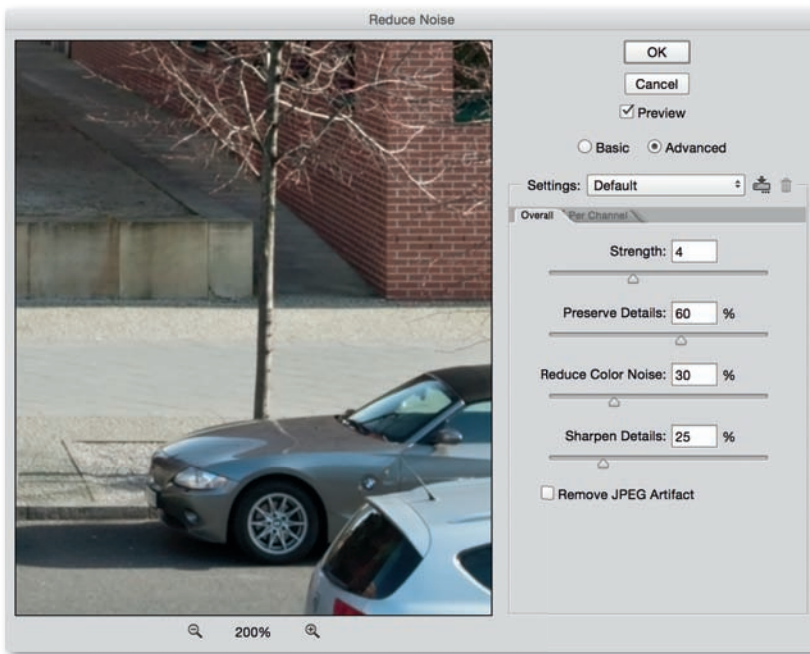 Reduce Noise
OK
Cancel
Preview
Basic Advanced
Settings: Default
Overall Per Channel
Strength: 4
Preserve Details: 60 %
Reduce Color Noise: 30 %
Sharpen Details: 25 %
Remove JPEG Artifact
200%